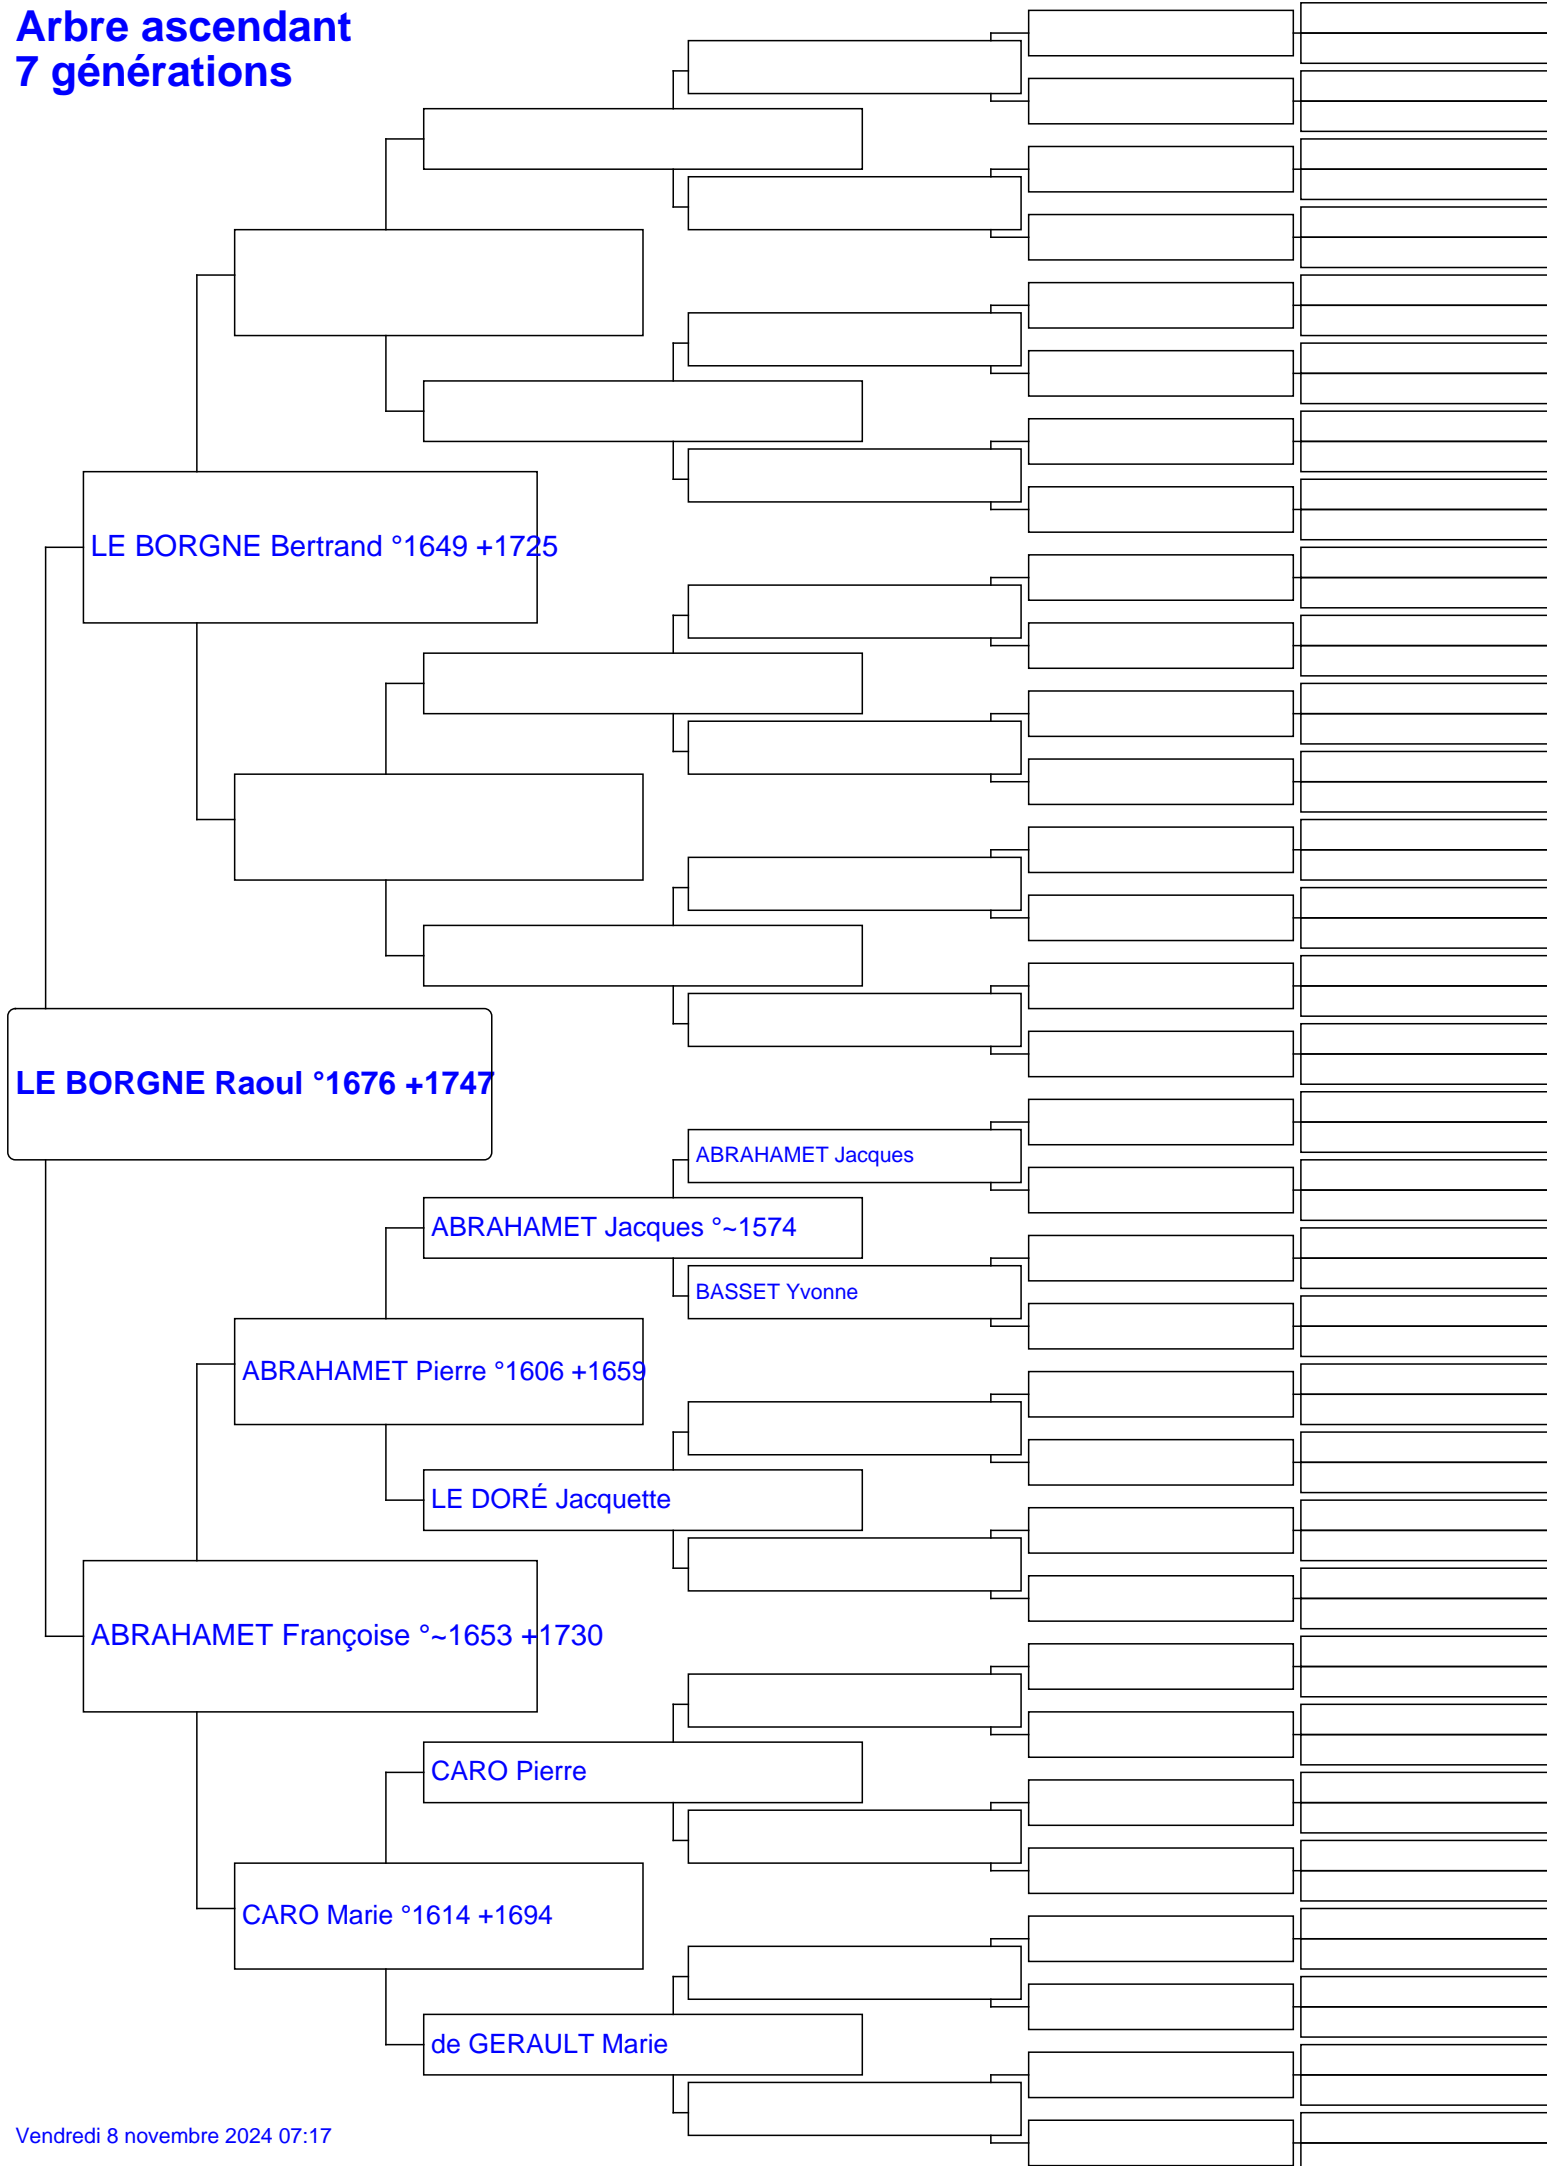 Arbre ascendant
7 générations
LE BORGNE Bertrand °1649 +1725
LE BORGNE Raoul °1676 +1747
ABRAHAMET Jacques
ABRAHAMET Jacques °~1574
BASSET Yvonne
ABRAHAMET Pierre °1606 +1659
LE DORÉ Jacquette
ABRAHAMET Françoise °~1653 +1730
CARO Pierre
CARO Marie °1614 +1694
de GERAULT Marie
Vendredi 8 novembre 2024 07:17